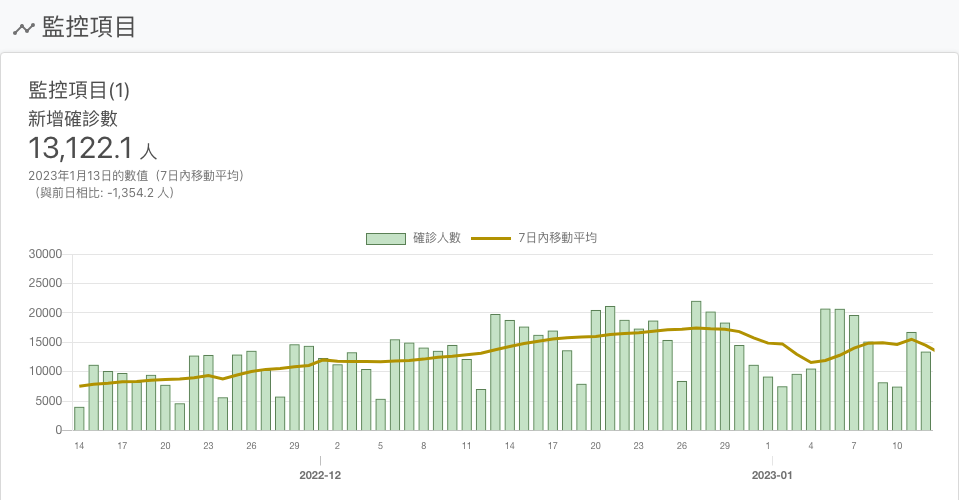 監控項目
監控項目(1)
新增確診數
13,122.1 人
2023年1月13日的數值（7日內移動平均）
（與前日相比: -1,354.2 人）
確診人數 7日內移動平均
30000
25000
20000
15000
10000
5000
0
14 17 20 23 26 29 2 5 8 11 14 17 20 23 26 29 1 4 7 10
2022-12 2023-01